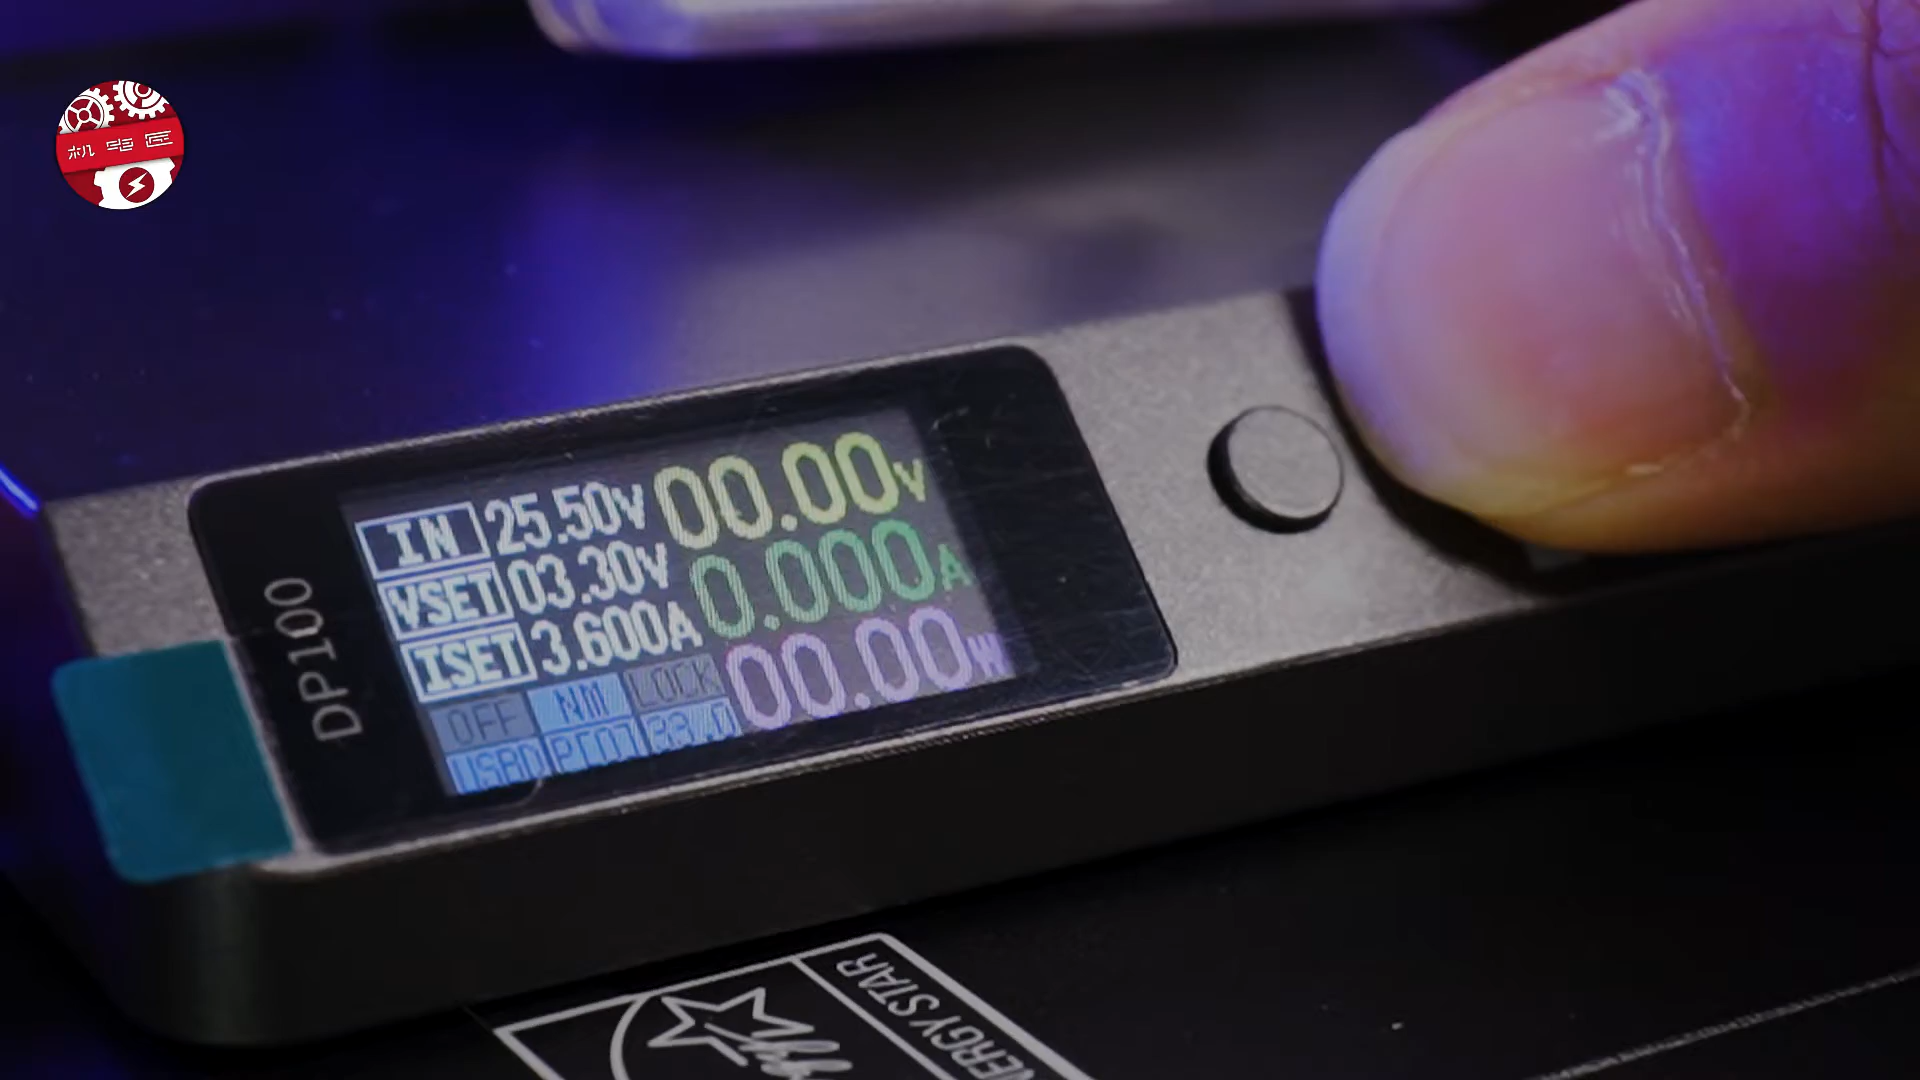 机电匠
IN 25.50V 00.00V
VSET 03.30V 0.000A
ISET 3.600A 00.00W
OFF NM LOCK
USBD
DP100
ENERGY STAR